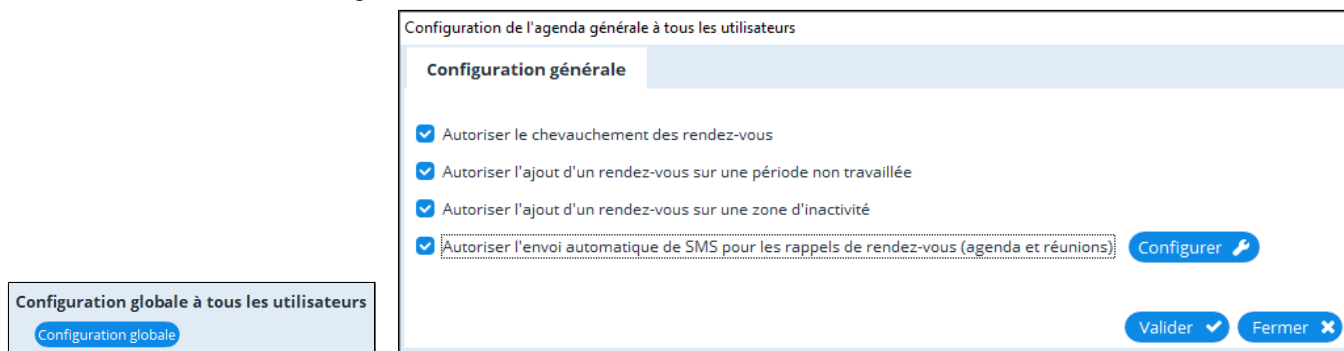 Configuration de l'agenda générale à tous les utilisateurs
Configuration générale
Autoriser le chevauchement des rendez-vous
Autoriser l'ajout d'un rendez-vous sur une période non travaillée
Autoriser l'ajout d'un rendez-vous sur une zone d'inactivité
Autoriser l'envoi automatique de SMS pour les rappels de rendez-vous (agenda et réunions) Configurer
Valider Fermer
Configuration globale à tous les utilisateurs
Configuration globale